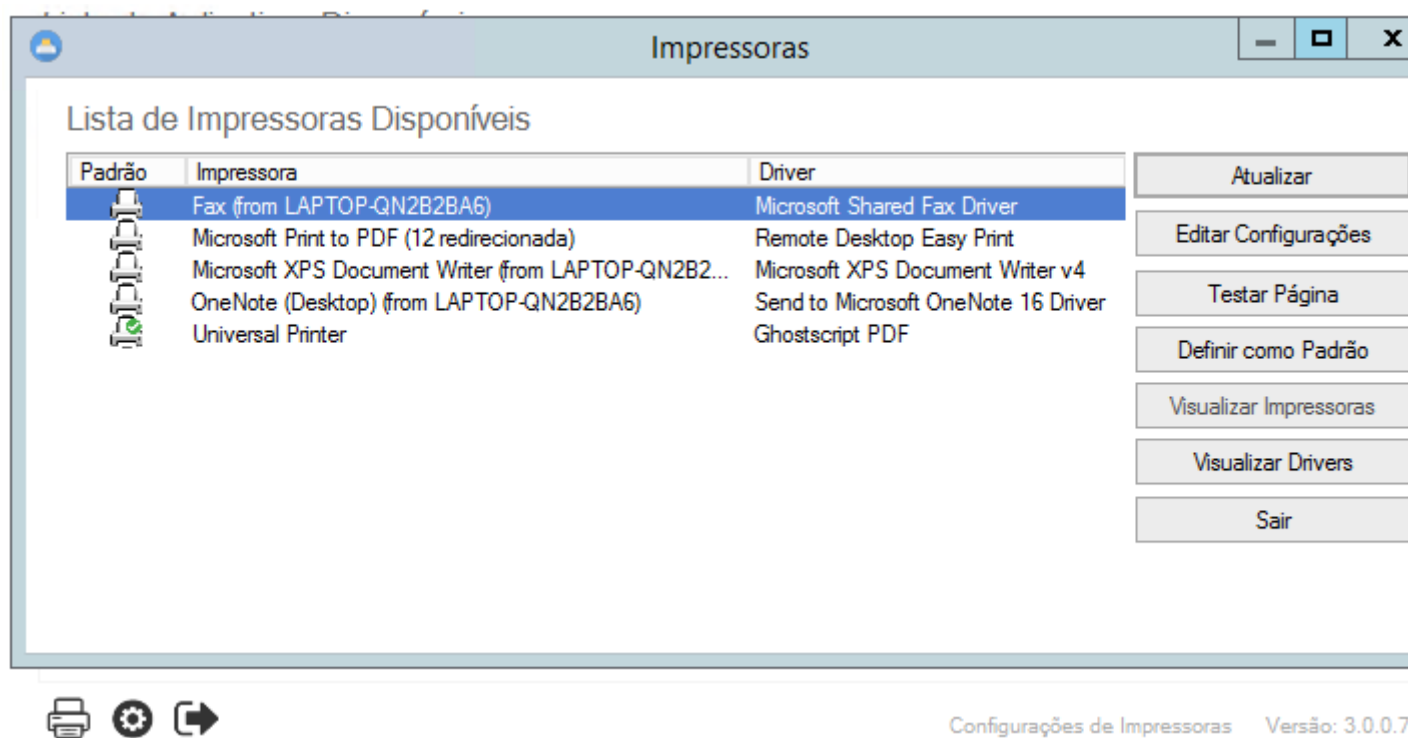 Impressoras
Lista de Impressoras Disponíveis
Padrão Impressora Driver
Fax (from LAPTOP-QN2B2BA6) Microsoft Shared Fax Driver
Microsoft Print to PDF (12 redirecionada) Remote Desktop Easy Print
Microsoft XPS Document Writer (from LAPTOP-QN2B2... Microsoft XPS Document Writer v4
OneNote (Desktop) (from LAPTOP-QN2B2BA6) Send to Microsoft OneNote 16 Driver
Universal Printer Ghostscript PDF
Atualizar
Editar Configurações
Testar Página
Definir como Padrão
Visualizar Impressoras
Visualizar Drivers
Sair
Configurações de Impressoras Versão: 3.0.0.7